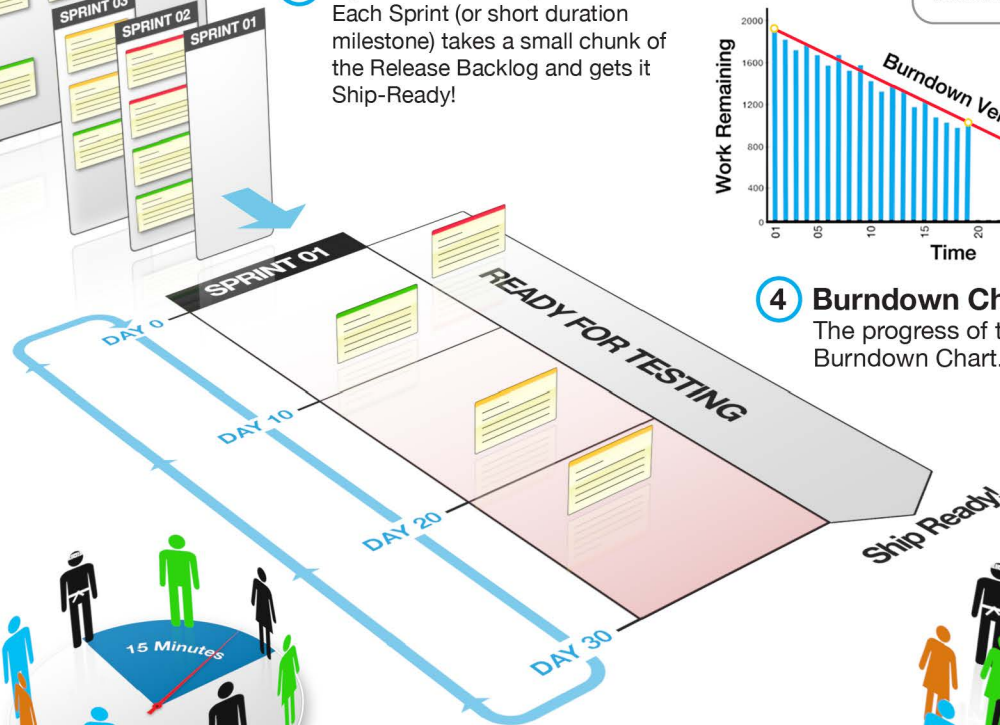 SPRINT 03
SPRINT 02
SPRINT 01
Each Sprint (or short duration
milestone) takes a small chunk of
the Release Backlog and gets it
Ship-Ready!
Work Remaining
2000
1600
1200
800
400
Burndown Ve
01
05
10
15
20
Time
4 Burndown Ch
The progress of t
Burndown Chart.
SPRINT 01
READY FOR TESTING
DAY 0
DAY 10
DAY 20
DAY 30
Ship Ready!
15 Minutes